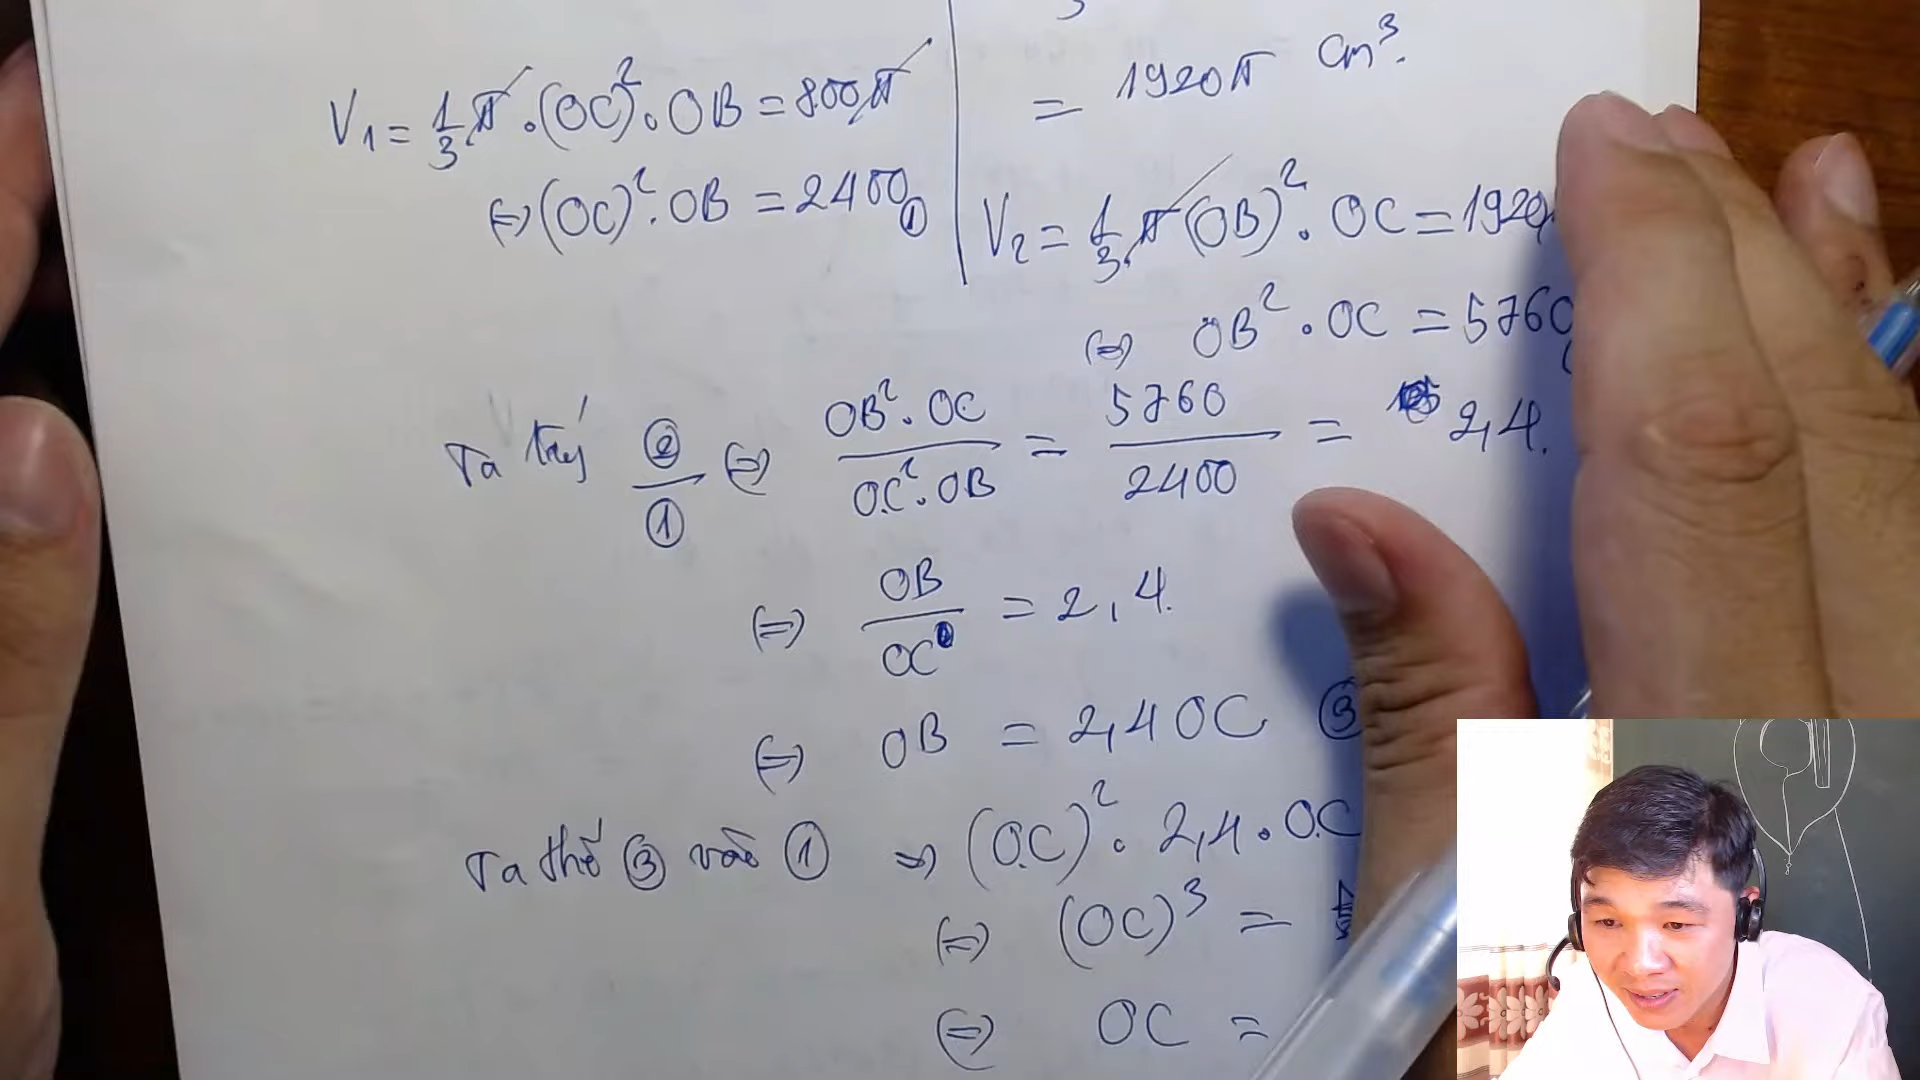 V₁ = 1/3 π . (OC)² . OB = 800π
⇔ (OC)² . OB = 2400 ①
= 1920π cm³.
V₂ = 1/3 π (OB)² . OC = 1920
⇔ OB² . OC = 5760
Ta lấy ②/① ⇔ OB² . OC / OC² . OB = 5760 / 2400 = 2,4.
⇔ OB / OC = 2,4.
⇔ OB = 2,4 OC ③
Ta thế ③ vào ① ⇒ (OC)² . 2,4 . OC
⇔ (OC)³ =
⇔ OC =